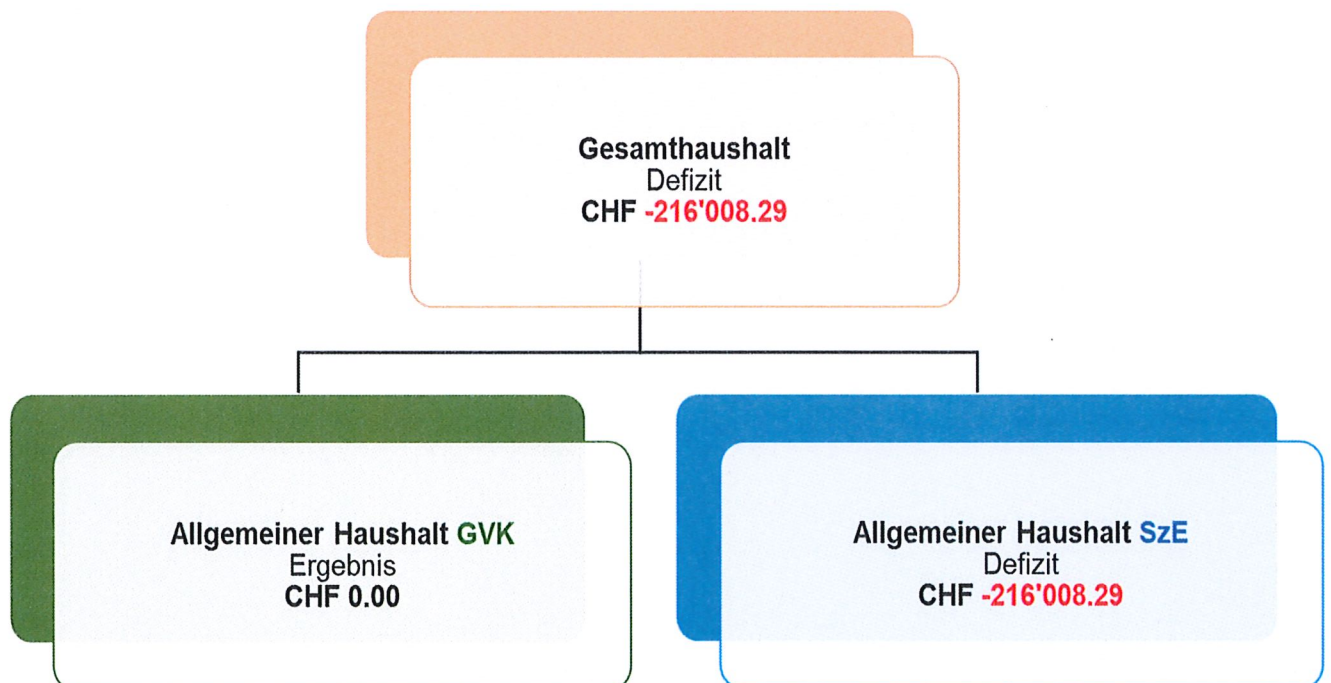 Gesamthaushalt
Defizit
CHF -216'008.29
Allgemeiner Haushalt GVK
Ergebnis
CHF 0.00
Allgemeiner Haushalt SzE
Defizit
CHF -216'008.29